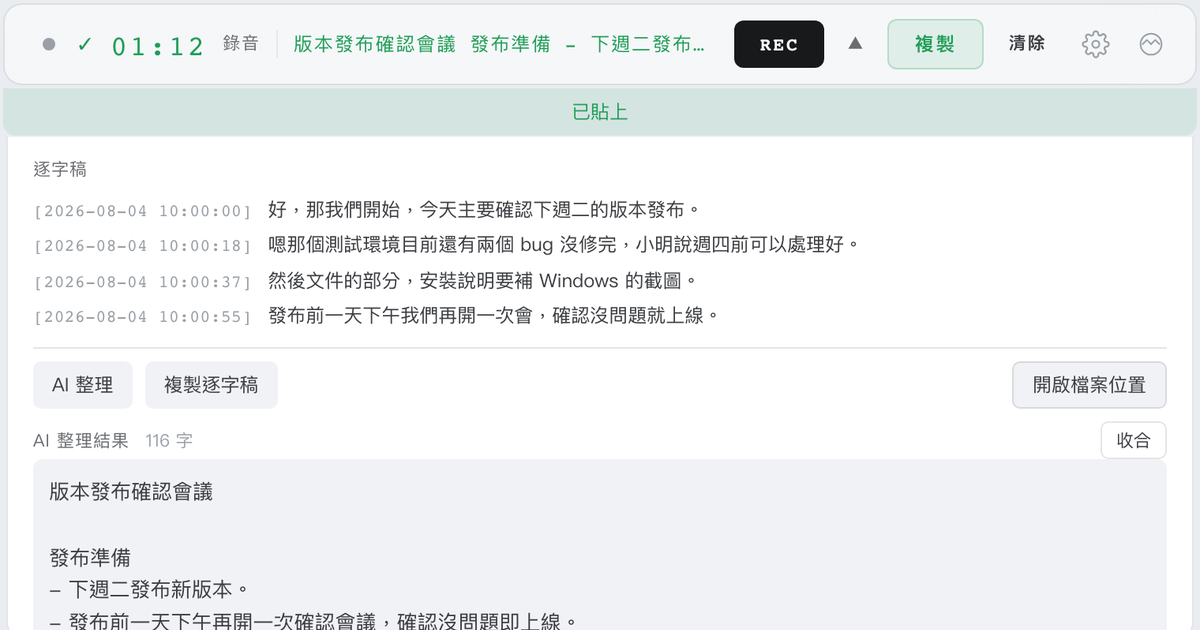 ✓ 01:12 錄音 版本發布確認會議 發布準備 – 下週二發布… REC ▲ 複製 清除
已貼上
逐字稿
[2026-08-04 10:00:00] 好，那我們開始，今天主要確認下週二的版本發布。
[2026-08-04 10:00:18] 嗯那個測試環境目前還有兩個 bug 沒修完，小明說週四前可以處理好。
[2026-08-04 10:00:37] 然後文件的部分，安裝說明要補 Windows 的截圖。
[2026-08-04 10:00:55] 發布前一天下午我們再開一次會，確認沒問題就上線。
AI 整理 複製逐字稿 開啟檔案位置
AI 整理結果 116 字 收合
版本發布確認會議
發布準備
– 下週二發布新版本。
– 發布前一天下午再開一次確認會議，確認沒問題即上線。